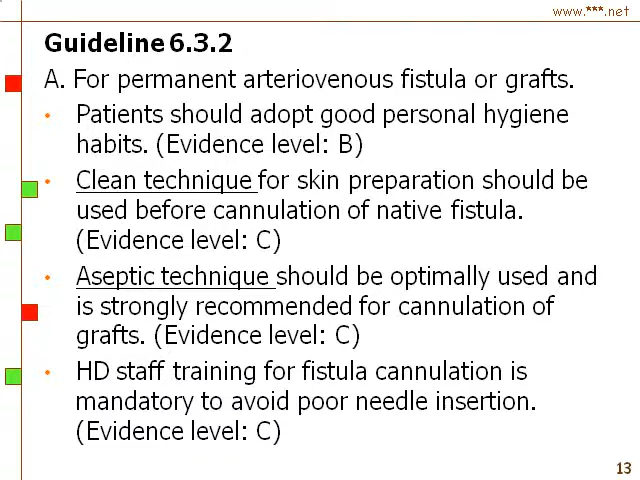 www.***.net
Guideline 6.3.2
A. For permanent arteriovenous fistula or grafts.
• Patients should adopt good personal hygiene
habits. (Evidence level: B)
• Clean technique for skin preparation should be
used before cannulation of native fistula.
(Evidence level: C)
• Aseptic technique should be optimally used and
is strongly recommended for cannulation of
grafts. (Evidence level: C)
• HD staff training for fistula cannulation is
mandatory to avoid poor needle insertion.
(Evidence level: C)
13